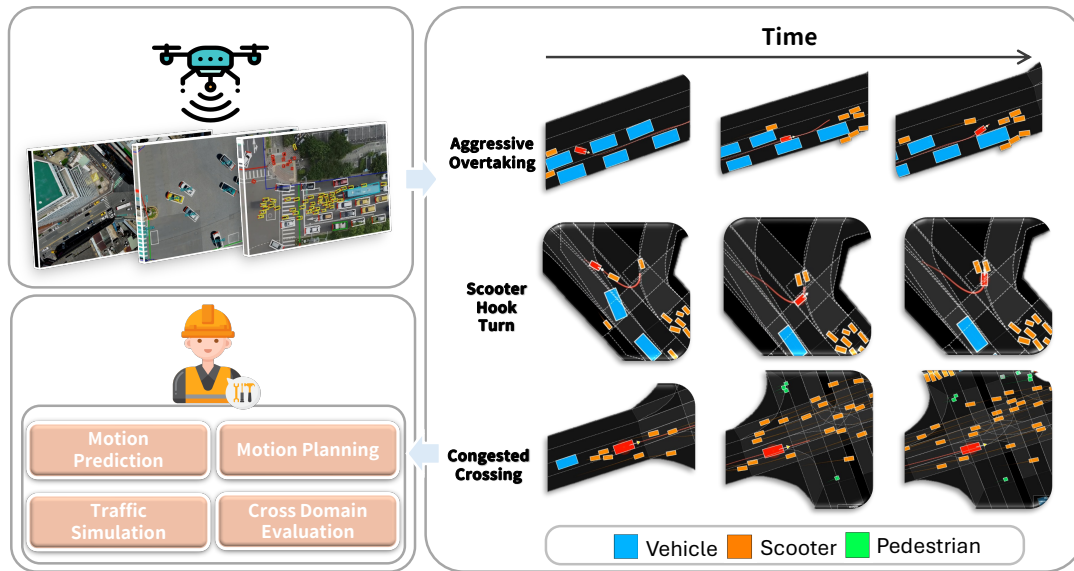 Time
Aggressive
Overtaking
Scooter
Hook
Turn
Congested
Crossing
Motion
Prediction
Motion Planning
Traffic
Simulation
Cross Domain
Evaluation
Vehicle
Scooter
Pedestrian